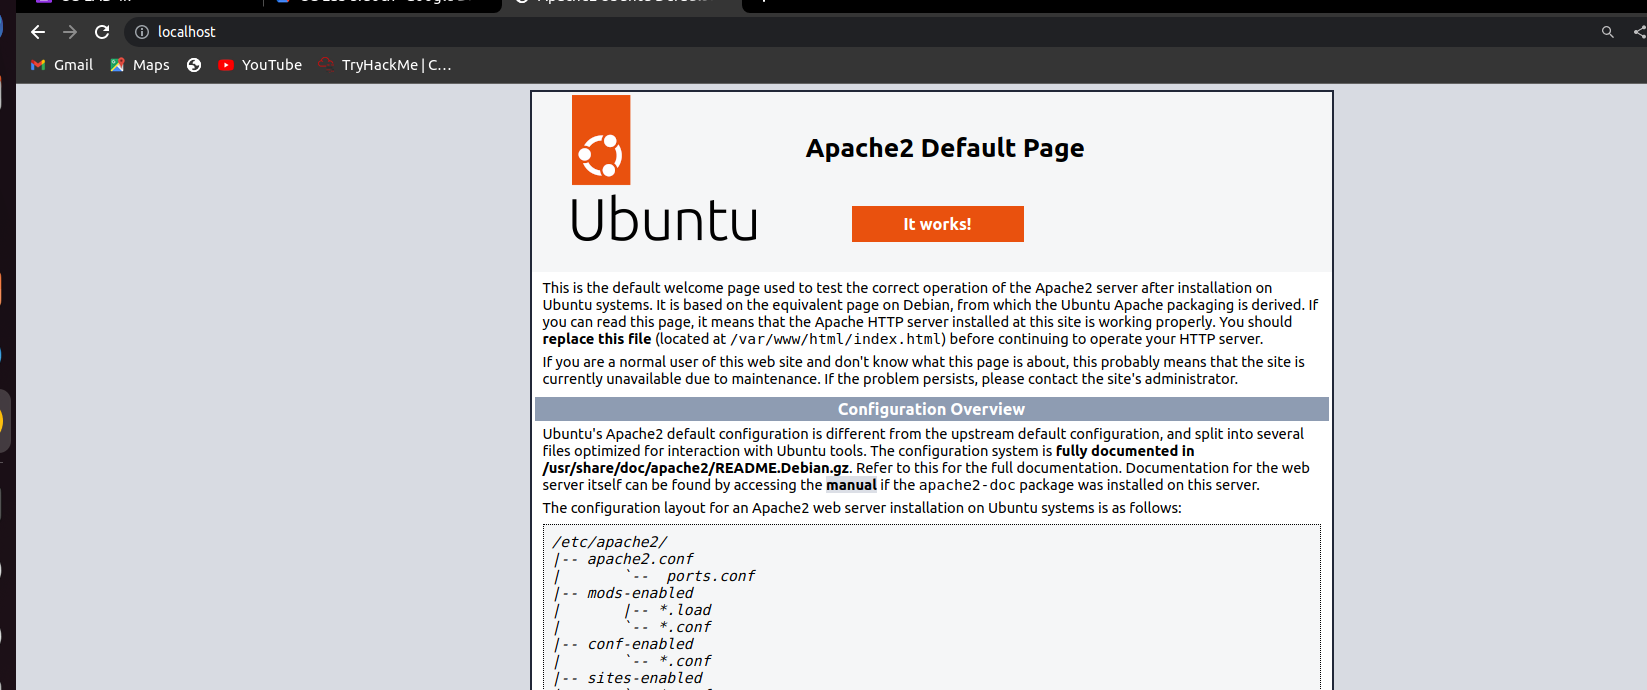 localhost
Gmail Maps YouTube TryHackMe | C...
Apache2 Default Page
Ubuntu
It works!
This is the default welcome page used to test the correct operation of the Apache2 server after installation on
Ubuntu systems. It is based on the equivalent page on Debian, from which the Ubuntu Apache packaging is derived. If
you can read this page, it means that the Apache HTTP server installed at this site is working properly. You should
replace this file (located at /var/www/html/index.html) before continuing to operate your HTTP server.
If you are a normal user of this web site and don't know what this page is about, this probably means that the site is
currently unavailable due to maintenance. If the problem persists, please contact the site's administrator.
Configuration Overview
Ubuntu's Apache2 default configuration is different from the upstream default configuration, and split into several
files optimized for interaction with Ubuntu tools. The configuration system is fully documented in
/usr/share/doc/apache2/README.Debian.gz. Refer to this for the full documentation. Documentation for the web
server itself can be found by accessing the manual if the apache2-doc package was installed on this server.
The configuration layout for an Apache2 web server installation on Ubuntu systems is as follows:
/etc/apache2/
|-- apache2.conf
|       `--  ports.conf
|-- mods-enabled
|       |-- *.load
|       `-- *.conf
|-- conf-enabled
|       `-- *.conf
|-- sites-enabled